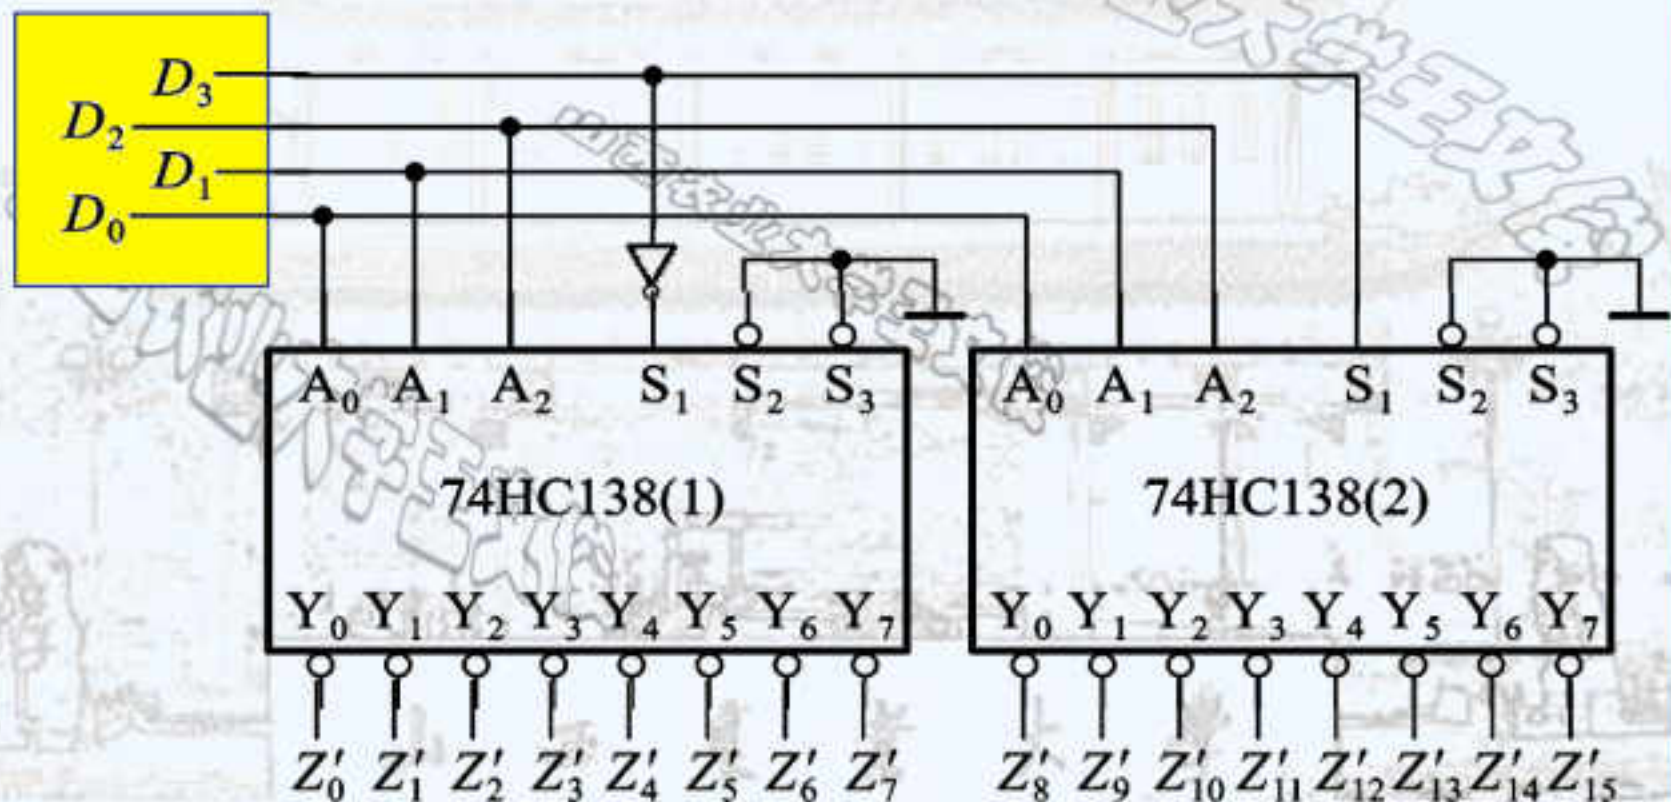 D₃
D₂
D₁
D₀
A₀ A₁ A₂ S₁ S₂ S₃ A₀ A₁ A₂ S₁ S₂ S₃
74HC138(1) 74HC138(2)
Y₀ Y₁ Y₂ Y₃ Y₄ Y₅ Y₆ Y₇ Y₀ Y₁ Y₂ Y₃ Y₄ Y₅ Y₆ Y₇
Z′₀ Z′₁ Z′₂ Z′₃ Z′₄ Z′₅ Z′₆ Z′₇ Z′₈ Z′₉ Z′₁₀ Z′₁₁ Z′₁₂ Z′₁₃ Z′₁₄ Z′₁₅